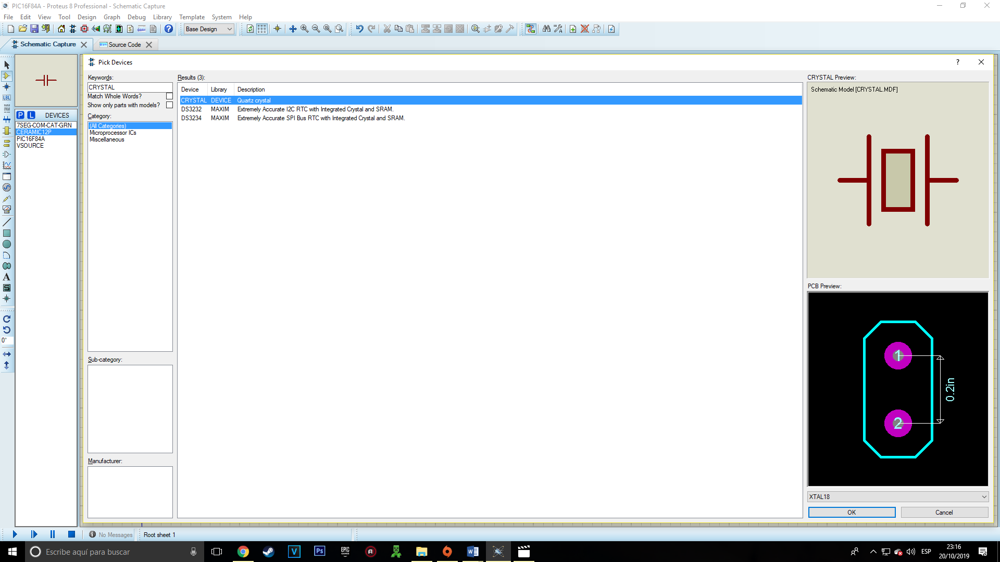 PIC16F84A - Proteus 8 Professional - Schematic Capture
File Edit View Tool Design Graph Debug Library Template System Help
Base Design
Schematic Capture
Source Code
Pick Devices
?
Keywords:
CRYSTAL
Match Whole Words?
Show only parts with models?
Category:
(All Categories)
Microprocessor ICs
Miscellaneous
Sub-category:
Manufacturer:
P L DEVICES
7SEG-COM-CAT-GRN
CERAMIC12P
PIC16F84A
VSOURCE
LBL
A
S
0°
Results (3):
Device Library Description
CRYSTAL DEVICE Quartz crystal
DS3232 MAXIM Extremely Accurate I2C RTC with Integrated Crystal and SRAM.
DS3234 MAXIM Extremely Accurate SPI Bus RTC with Integrated Crystal and SRAM.
CRYSTAL Preview:
Schematic Model [CRYSTAL.MDF]
PCB Preview:
1
2
0.2in
XTAL18
OK Cancel
No Messages
Root sheet 1
Escribe aquí para buscar
V
Ps
EPIC
GAMES
W
ESP
23:16
20/10/2019